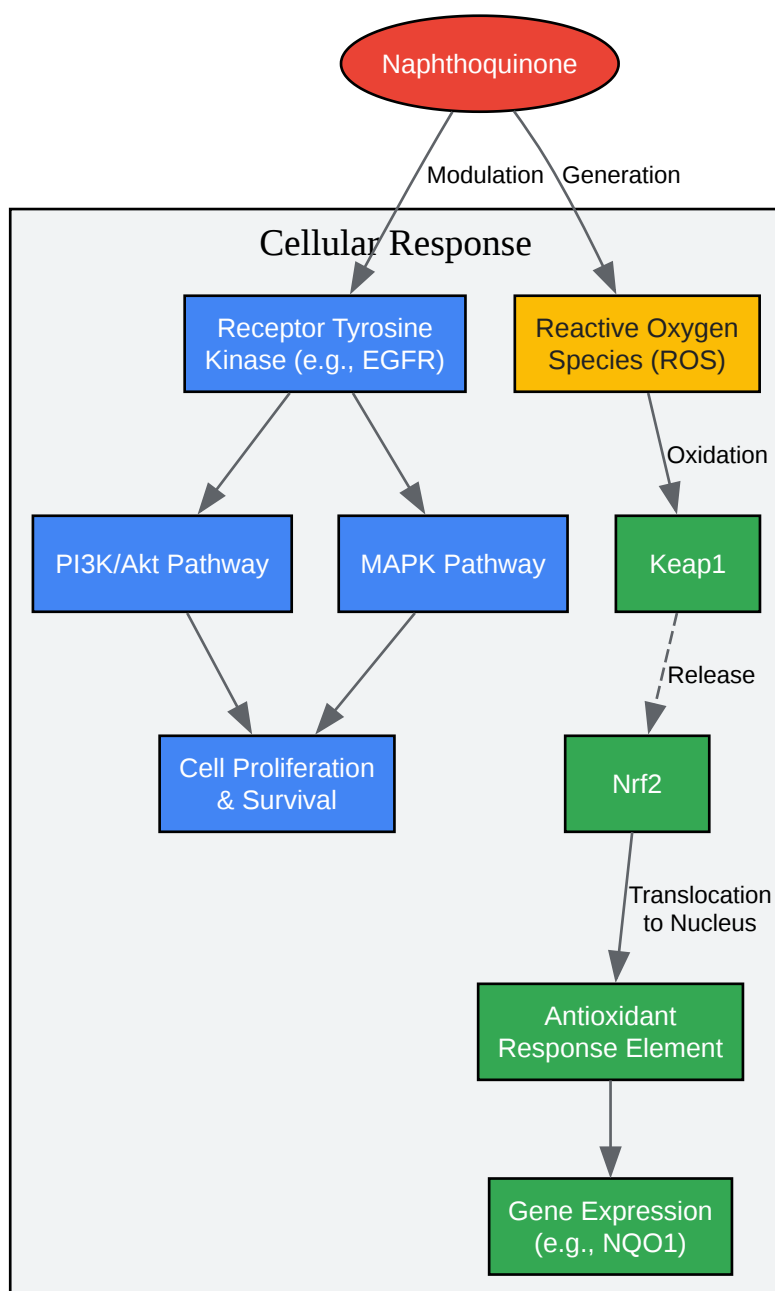 Naphthoquinone
Modulation
Generation
Cellular Response
Receptor Tyrosine
Kinase (e.g., EGFR)
Reactive Oxygen
Species (ROS)
Oxidation
PI3K/Akt Pathway
MAPK Pathway
Keap1
Release
Cell Proliferation
& Survival
Nrf2
Translocation
to Nucleus
Antioxidant
Response Element
Gene Expression
(e.g., NQO1)